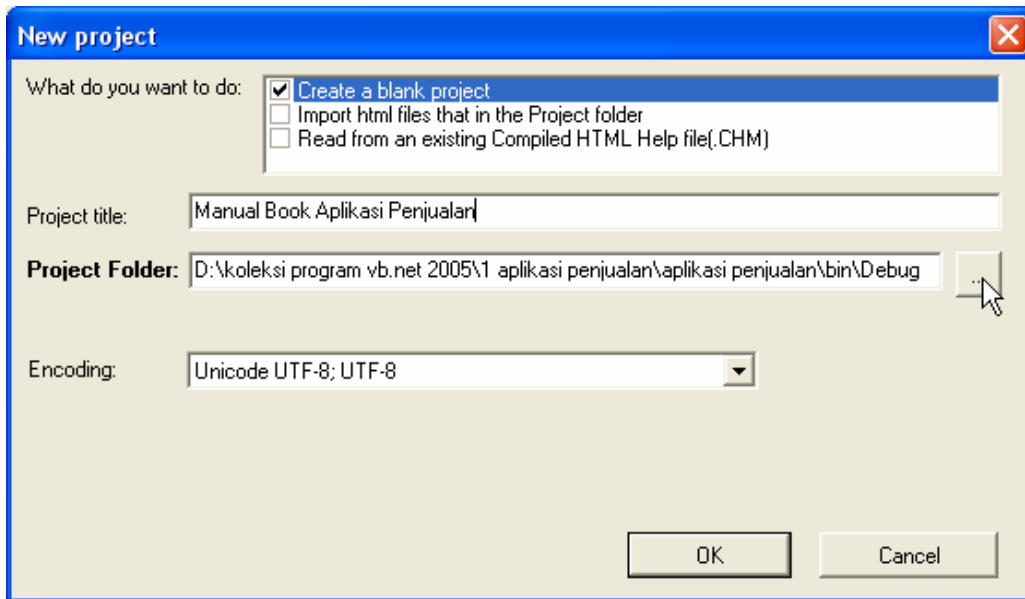 New project
What do you want to do:
Create a blank project
Import html files that in the Project folder
Read from an existing Compiled HTML Help file(.CHM)
Project title:
Manual Book Aplikasi Penjualan
Project Folder:
D:\koleksi program vb.net 2005\1 aplikasi penjualan\aplikasi penjualan\bin\Debug
...
Encoding:
Unicode UTF-8; UTF-8
OK
Cancel